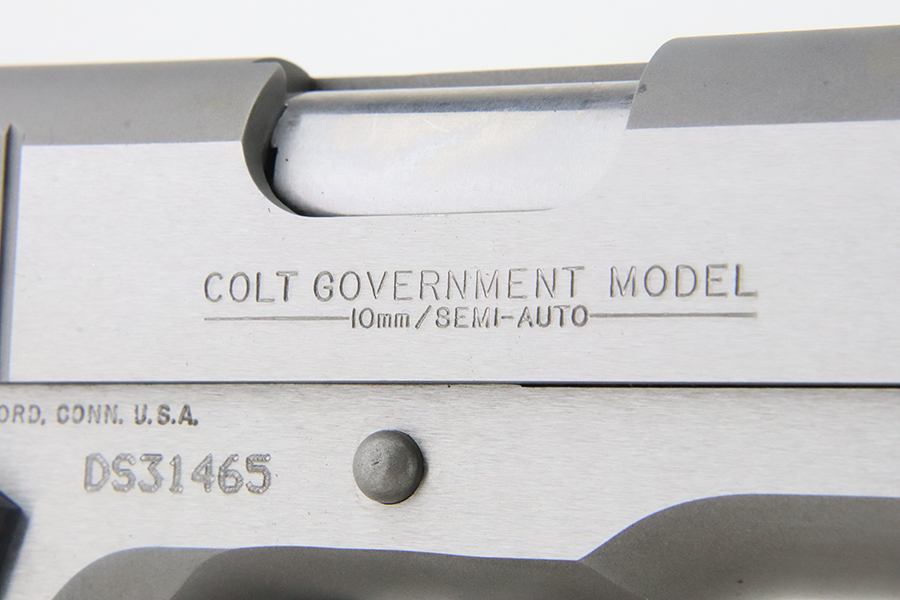 COLT GOVERNMENT MODEL
10mm/SEMI-AUTO
ORD, CONN. U.S.A.
DS31465